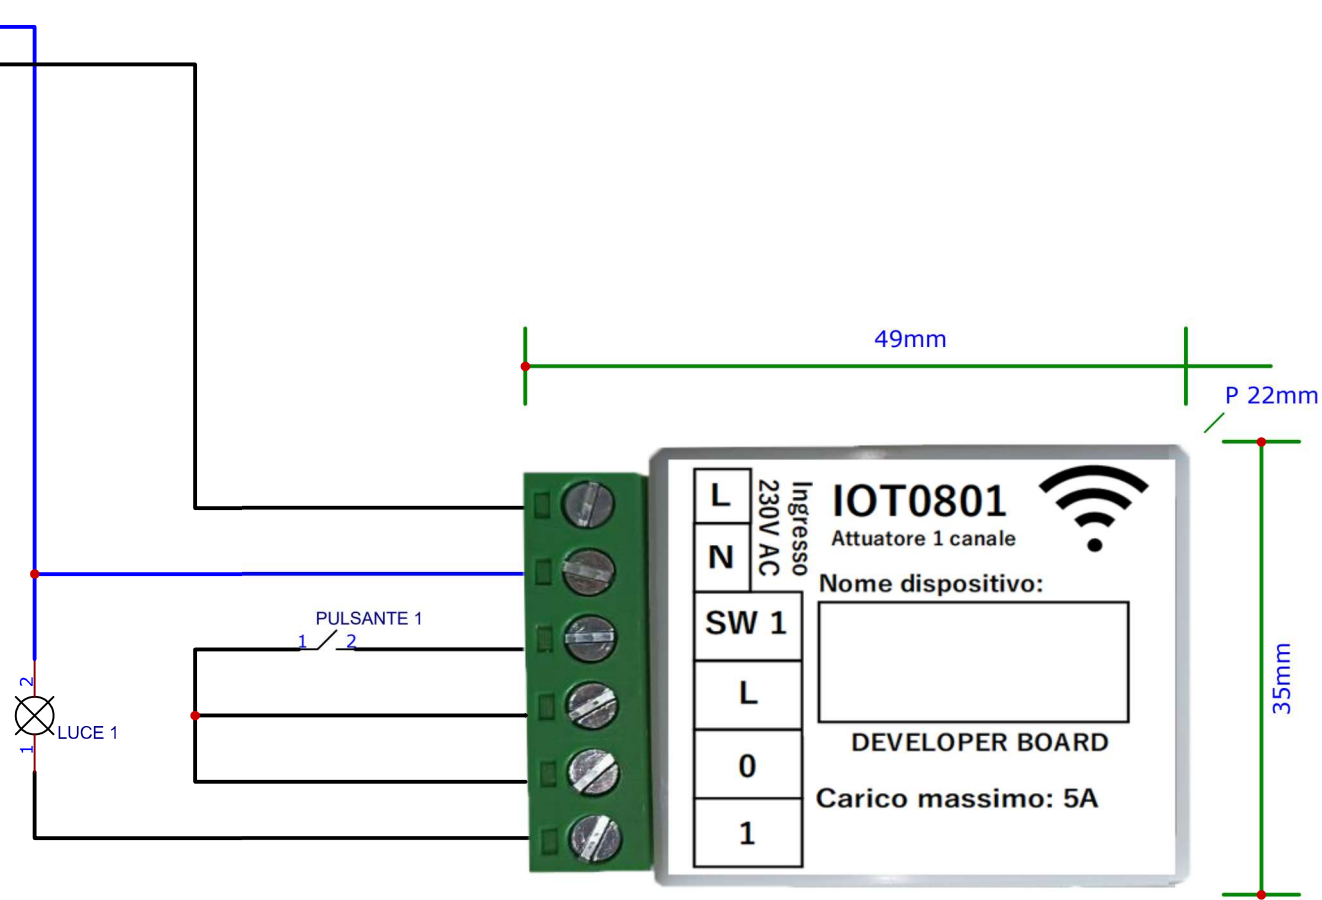 49mm
P 22mm
L
N
Ingresso
230V AC
IOT0801
Attuatore 1 canale
Nome dispositivo:
SW 1
L
0
1
DEVELOPER BOARD
Carico massimo: 5A
35mm
PULSANTE 1
1 2
2
LUCE 1
1